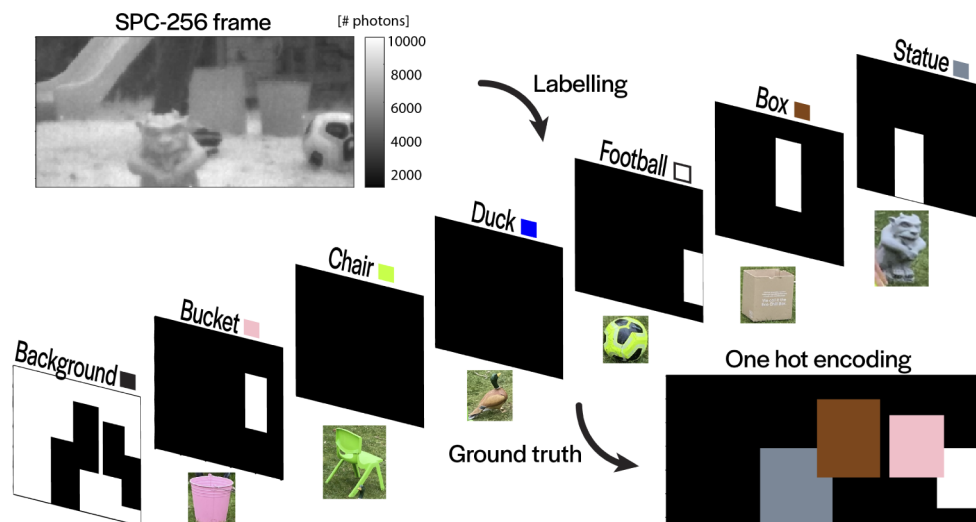 SPC-256 frame
[# photons]
10000
8000
6000
4000
2000
Labelling
Statue
Box
Football
Duck
Chair
Bucket
Background
Ground truth
One hot encoding